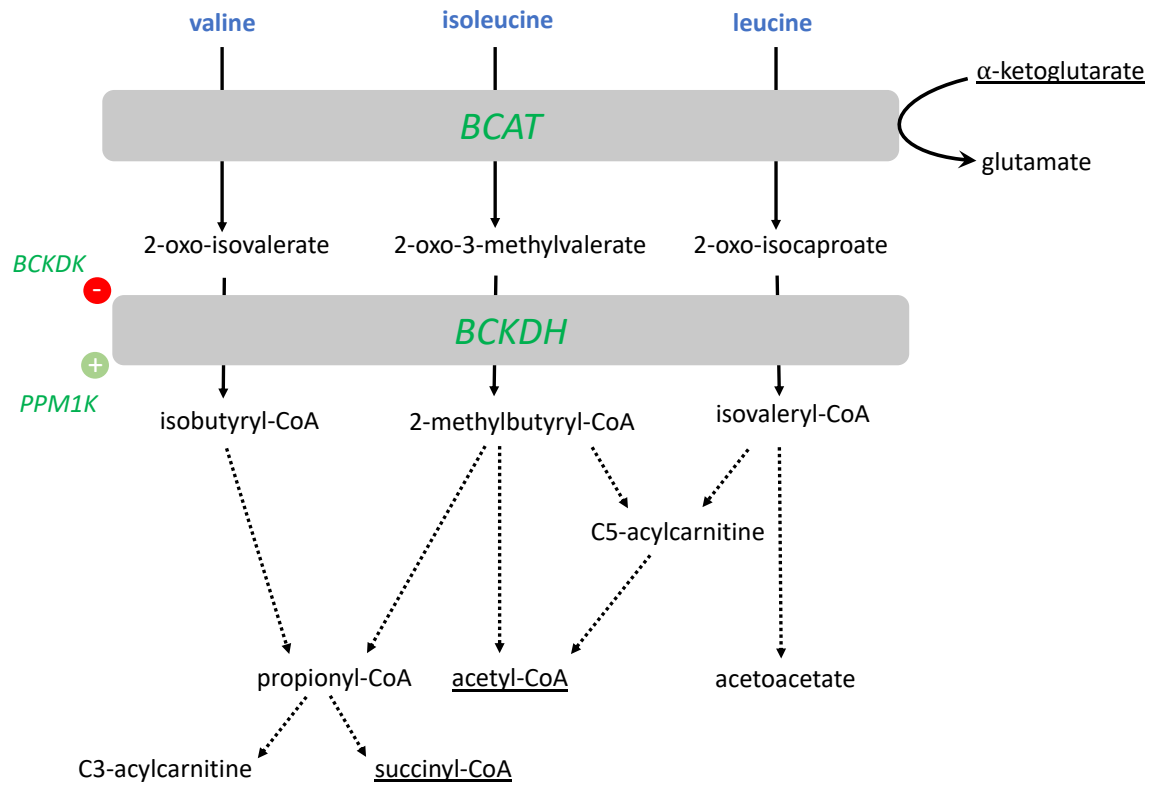 valine
isoleucine
leucine
α-ketoglutarate
BCAT
glutamate
2-oxo-isovalerate
2-oxo-3-methylvalerate
2-oxo-isocaproate
BCKDK
-
BCKDH
+
PPM1K
isobutyryl-CoA
2-methylbutyryl-CoA
isovaleryl-CoA
C5-acylcarnitine
propionyl-CoA
acetyl-CoA
acetoacetate
C3-acylcarnitine
succinyl-CoA